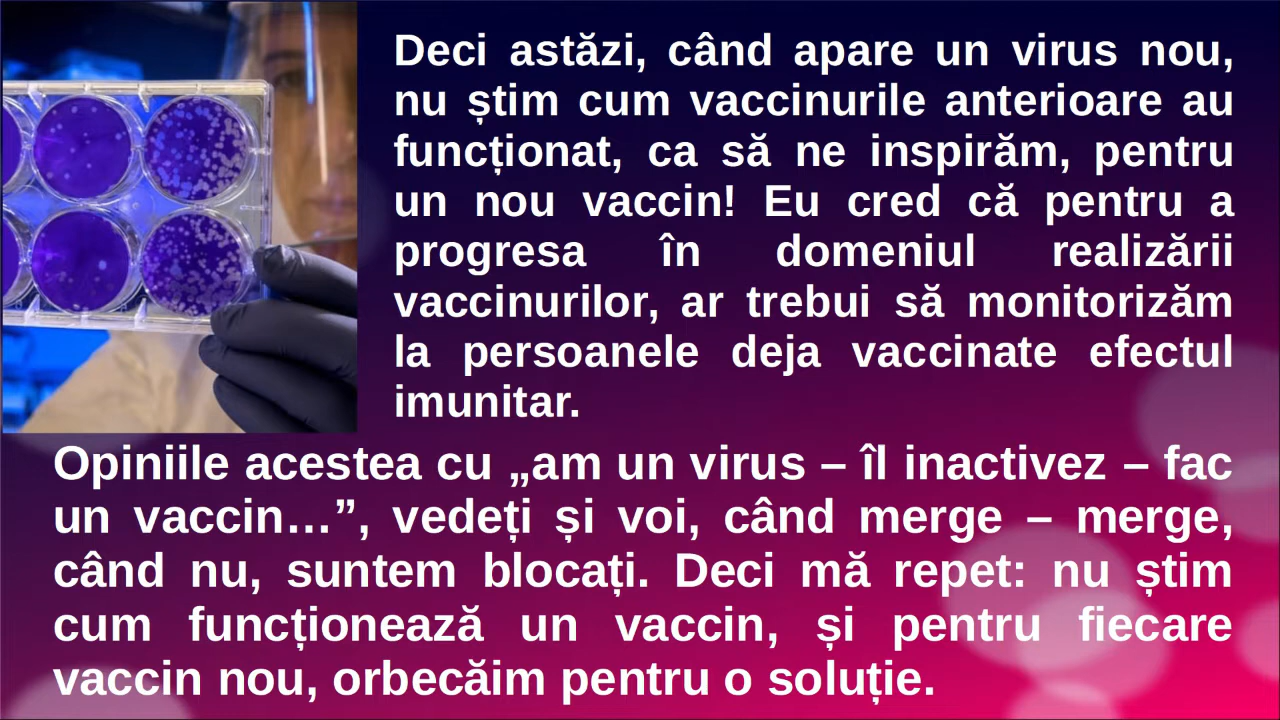 Deci astăzi, când apare un virus nou,
nu știm cum vaccinurile anterioare au
funcționat, ca să ne inspirăm, pentru
un nou vaccin! Eu cred că pentru a
progresa în domeniul realizării
vaccinurilor, ar trebui să monitorizăm
la persoanele deja vaccinate efectul
imunitar.
Opiniile acestea cu „am un virus – îl inactivez – fac
un vaccin…”, vedeți și voi, când merge – merge,
când nu, suntem blocați. Deci mă repet: nu știm
cum funcționează un vaccin, și pentru fiecare
vaccin nou, orbecăim pentru o soluție.